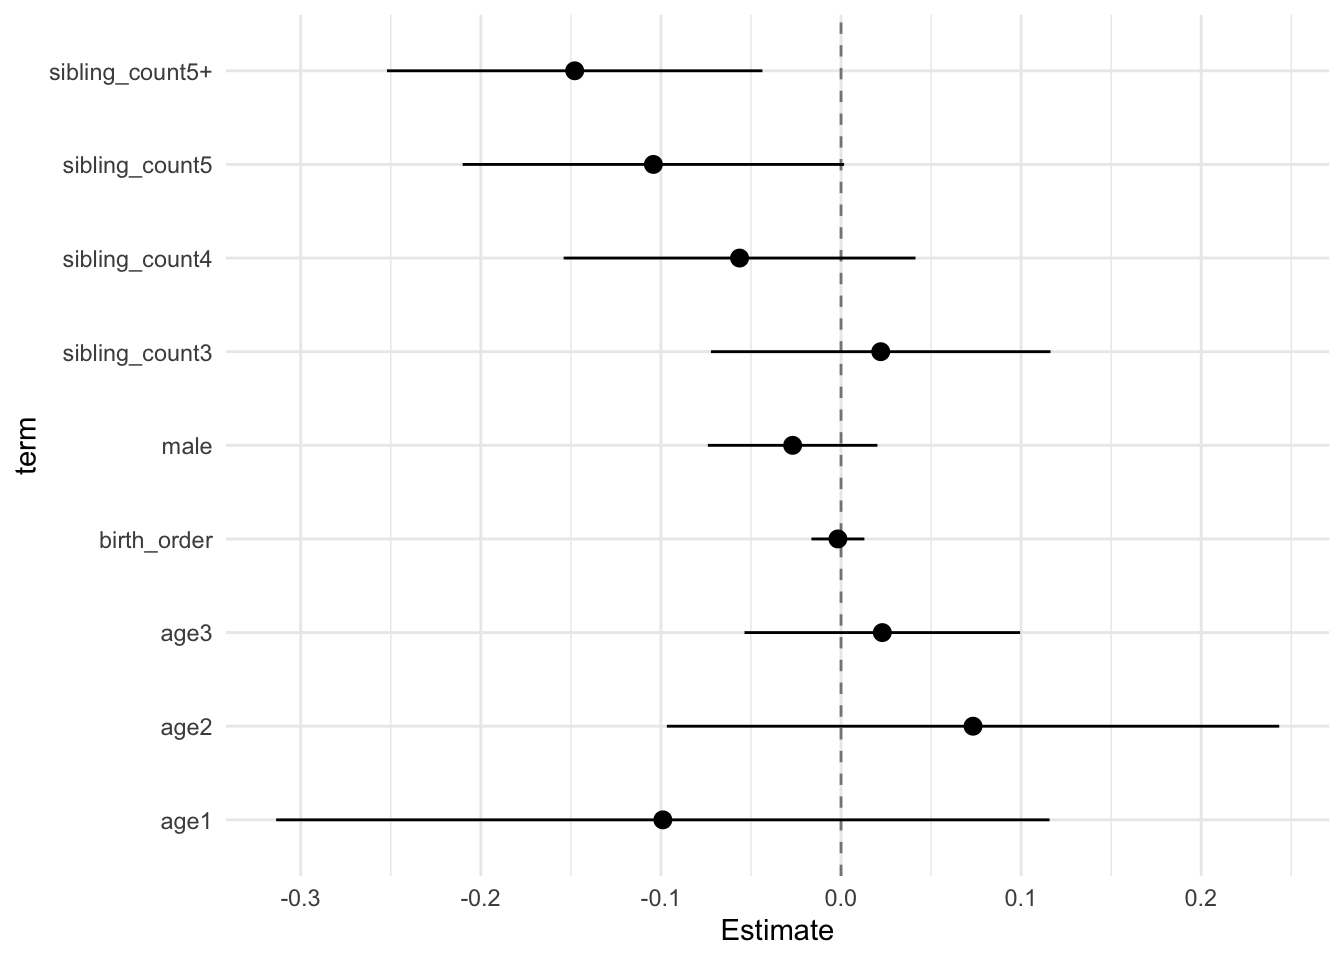 sibling_count5+
sibling_count5
sibling_count4
sibling_count3
male
birth_order
age3
age2
age1
term
-0.3 -0.2 -0.1 0.0 0.1 0.2
Estimate